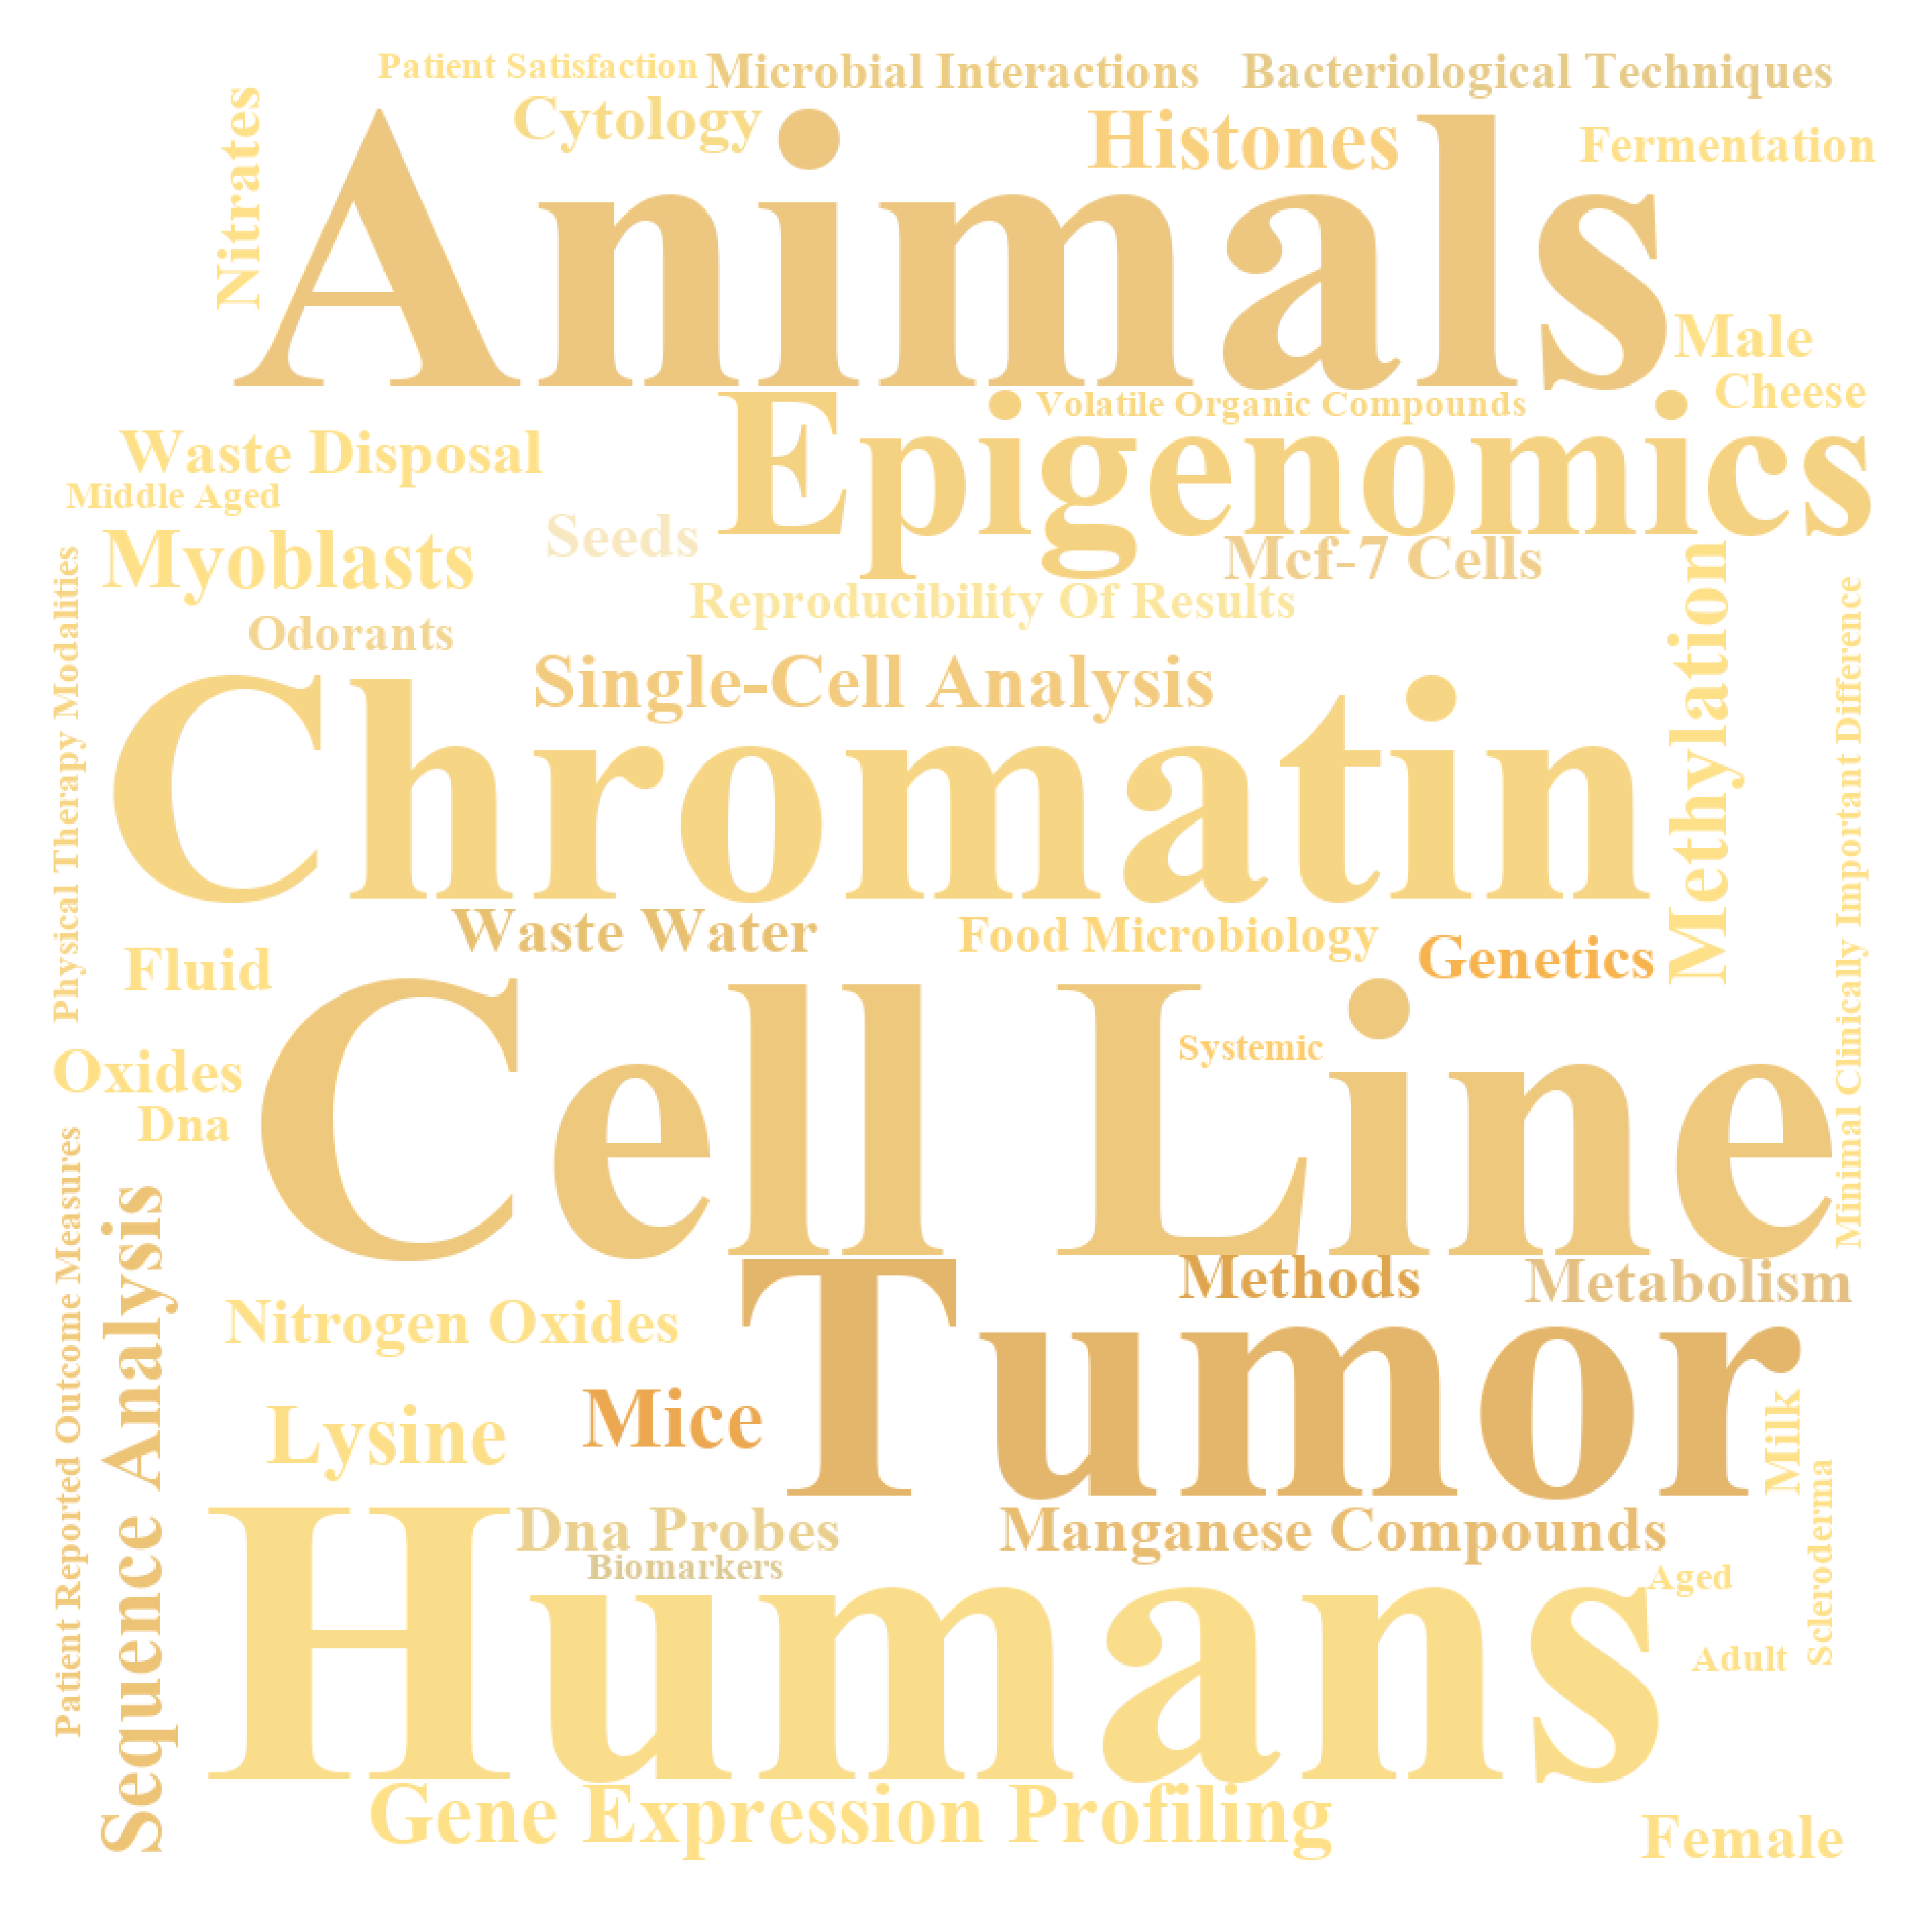 Patient Satisfaction
Microbial Interactions
Bacteriological Techniques
Cytology
Histones
Fermentation
Nitrates
Animals
Male
Cheese
Volatile Organic Compounds
Epigenomics
Waste Disposal
Middle Aged
Seeds
Myoblasts
Mcf-7 Cells
Reproducibility Of Results
Odorants
Single-Cell Analysis
Physical Therapy Modalities
Chromatin
Methylation
Minimal Clinically Important Difference
Waste Water
Food Microbiology
Genetics
Fluid
Cell Line
Systemic
Oxides
Dna
Patient Reported Outcome Measures
Sequence Analysis
Methods
Metabolism
Nitrogen Oxides
Tumor
Lysine
Mice
Milk
Scleroderma
Dna Probes
Manganese Compounds
Biomarkers
Aged
Humans
Adult
Gene Expression Profiling
Female